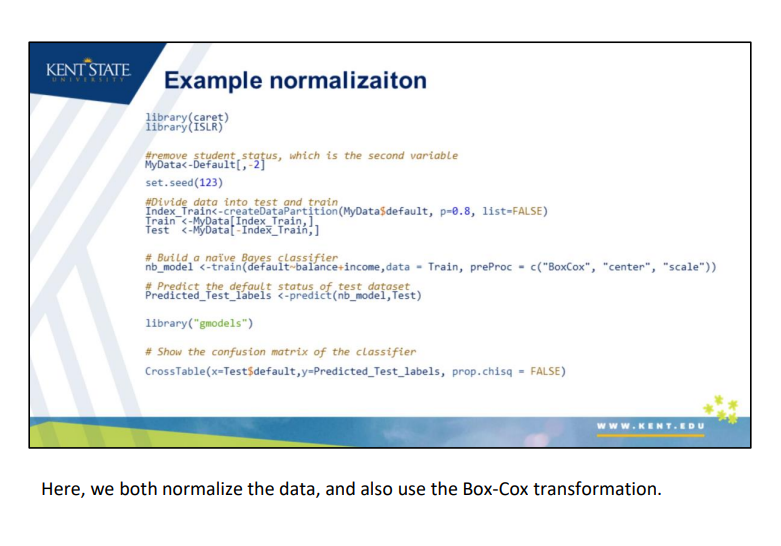 KENT STATE
UNIVERSITY
Example normalizaiton
library(caret)
library(ISLR)
#remove student status, which is the second variable
MyData<-Default[,-2]
set.seed(123)
#Divide data into test and train
Index_Train<-createDataPartition(MyData$default, p=0.8, list=FALSE)
Train <-MyData[Index_Train,]
Test  <-MyData[-Index_Train,]
# Build a naïve Bayes classifier
nb_model <-train(default~balance+income,data = Train, preProc = c("BoxCox", "center", "scale"))
# Predict the default status of test dataset
Predicted_Test_labels <-predict(nb_model,Test)
library("gmodels")
# Show the confusion matrix of the classifier
CrossTable(x=Test$default,y=Predicted_Test_labels, prop.chisq = FALSE)
WWW.KENT.EDU
Here, we both normalize the data, and also use the Box-Cox transformation.